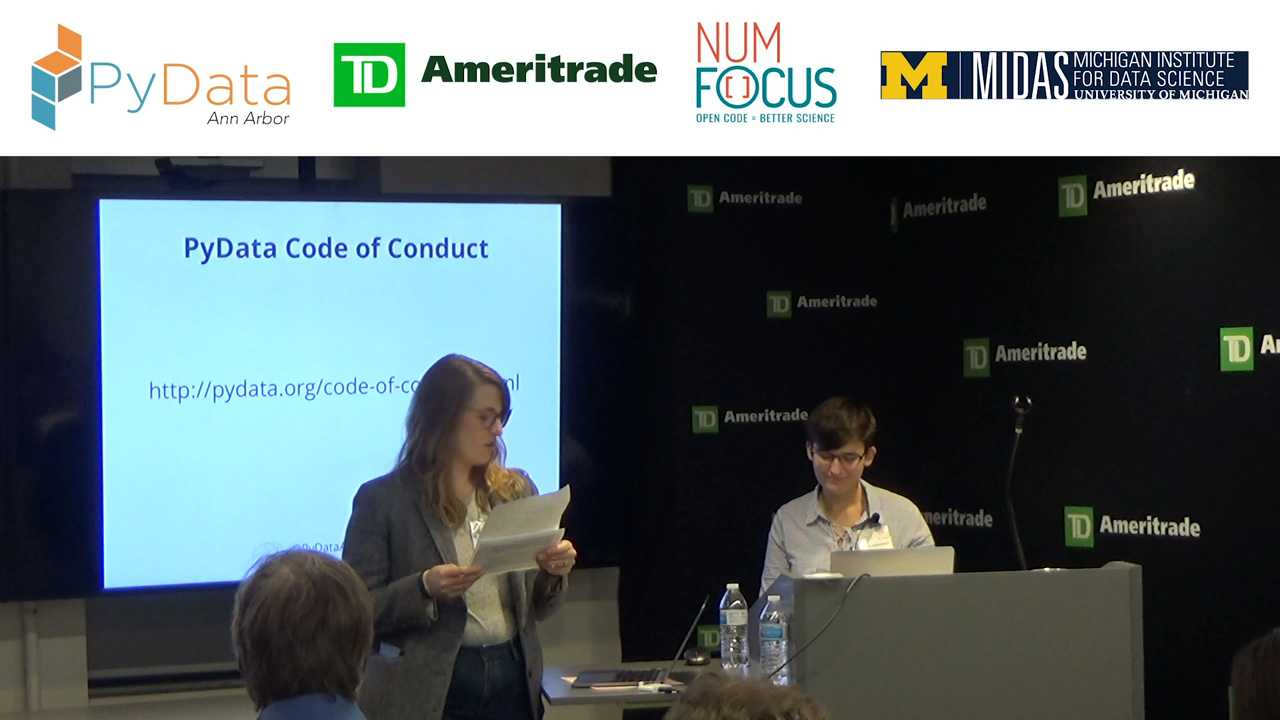 PyData
Ann Arbor
TD Ameritrade
NUM
FOCUS
OPEN CODE = BETTER SCIENCE
M MIDAS
MICHIGAN INSTITUTE
FOR DATA SCIENCE
UNIVERSITY OF MICHIGAN
PyData Code of Conduct
http://pydata.org/code-of-co
nl
@PyDataA
TD Ameritrade
Ameritrade
TD Ameritrade
TD Ameritrade
TD Ameritrade
TD A
TD Ameritrade
meritrade
TD Ameritrade
TD